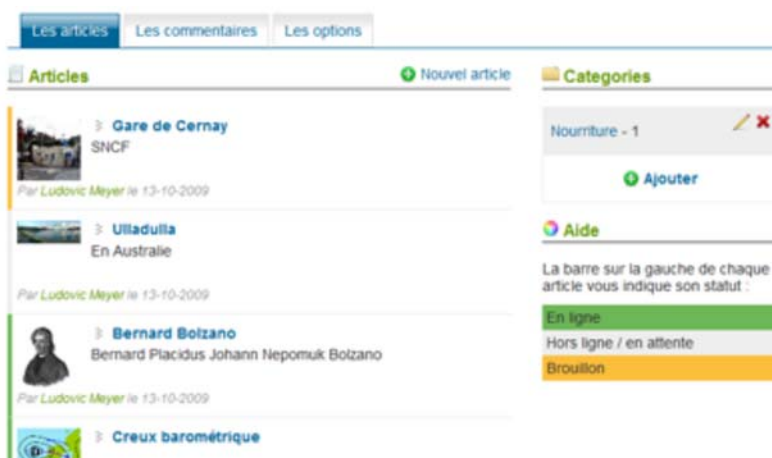 Les articles
Les commentaires
Les options
Articles
Nouvel article
Gare de Cernay
SNCF
Par Ludovic Meyer le 13-10-2009
Ulladulla
En Australie
Par Ludovic Meyer le 13-10-2009
Bernard Bolzano
Bernard Placidus Johann Nepomuk Bolzano
Par Ludovic Meyer le 13-10-2009
Creux barométrique
Categories
Nourriture - 1
Ajouter
Aide
La barre sur la gauche de chaque
article vous indique son statut :
En ligne
Hors ligne / en attente
Brouillon